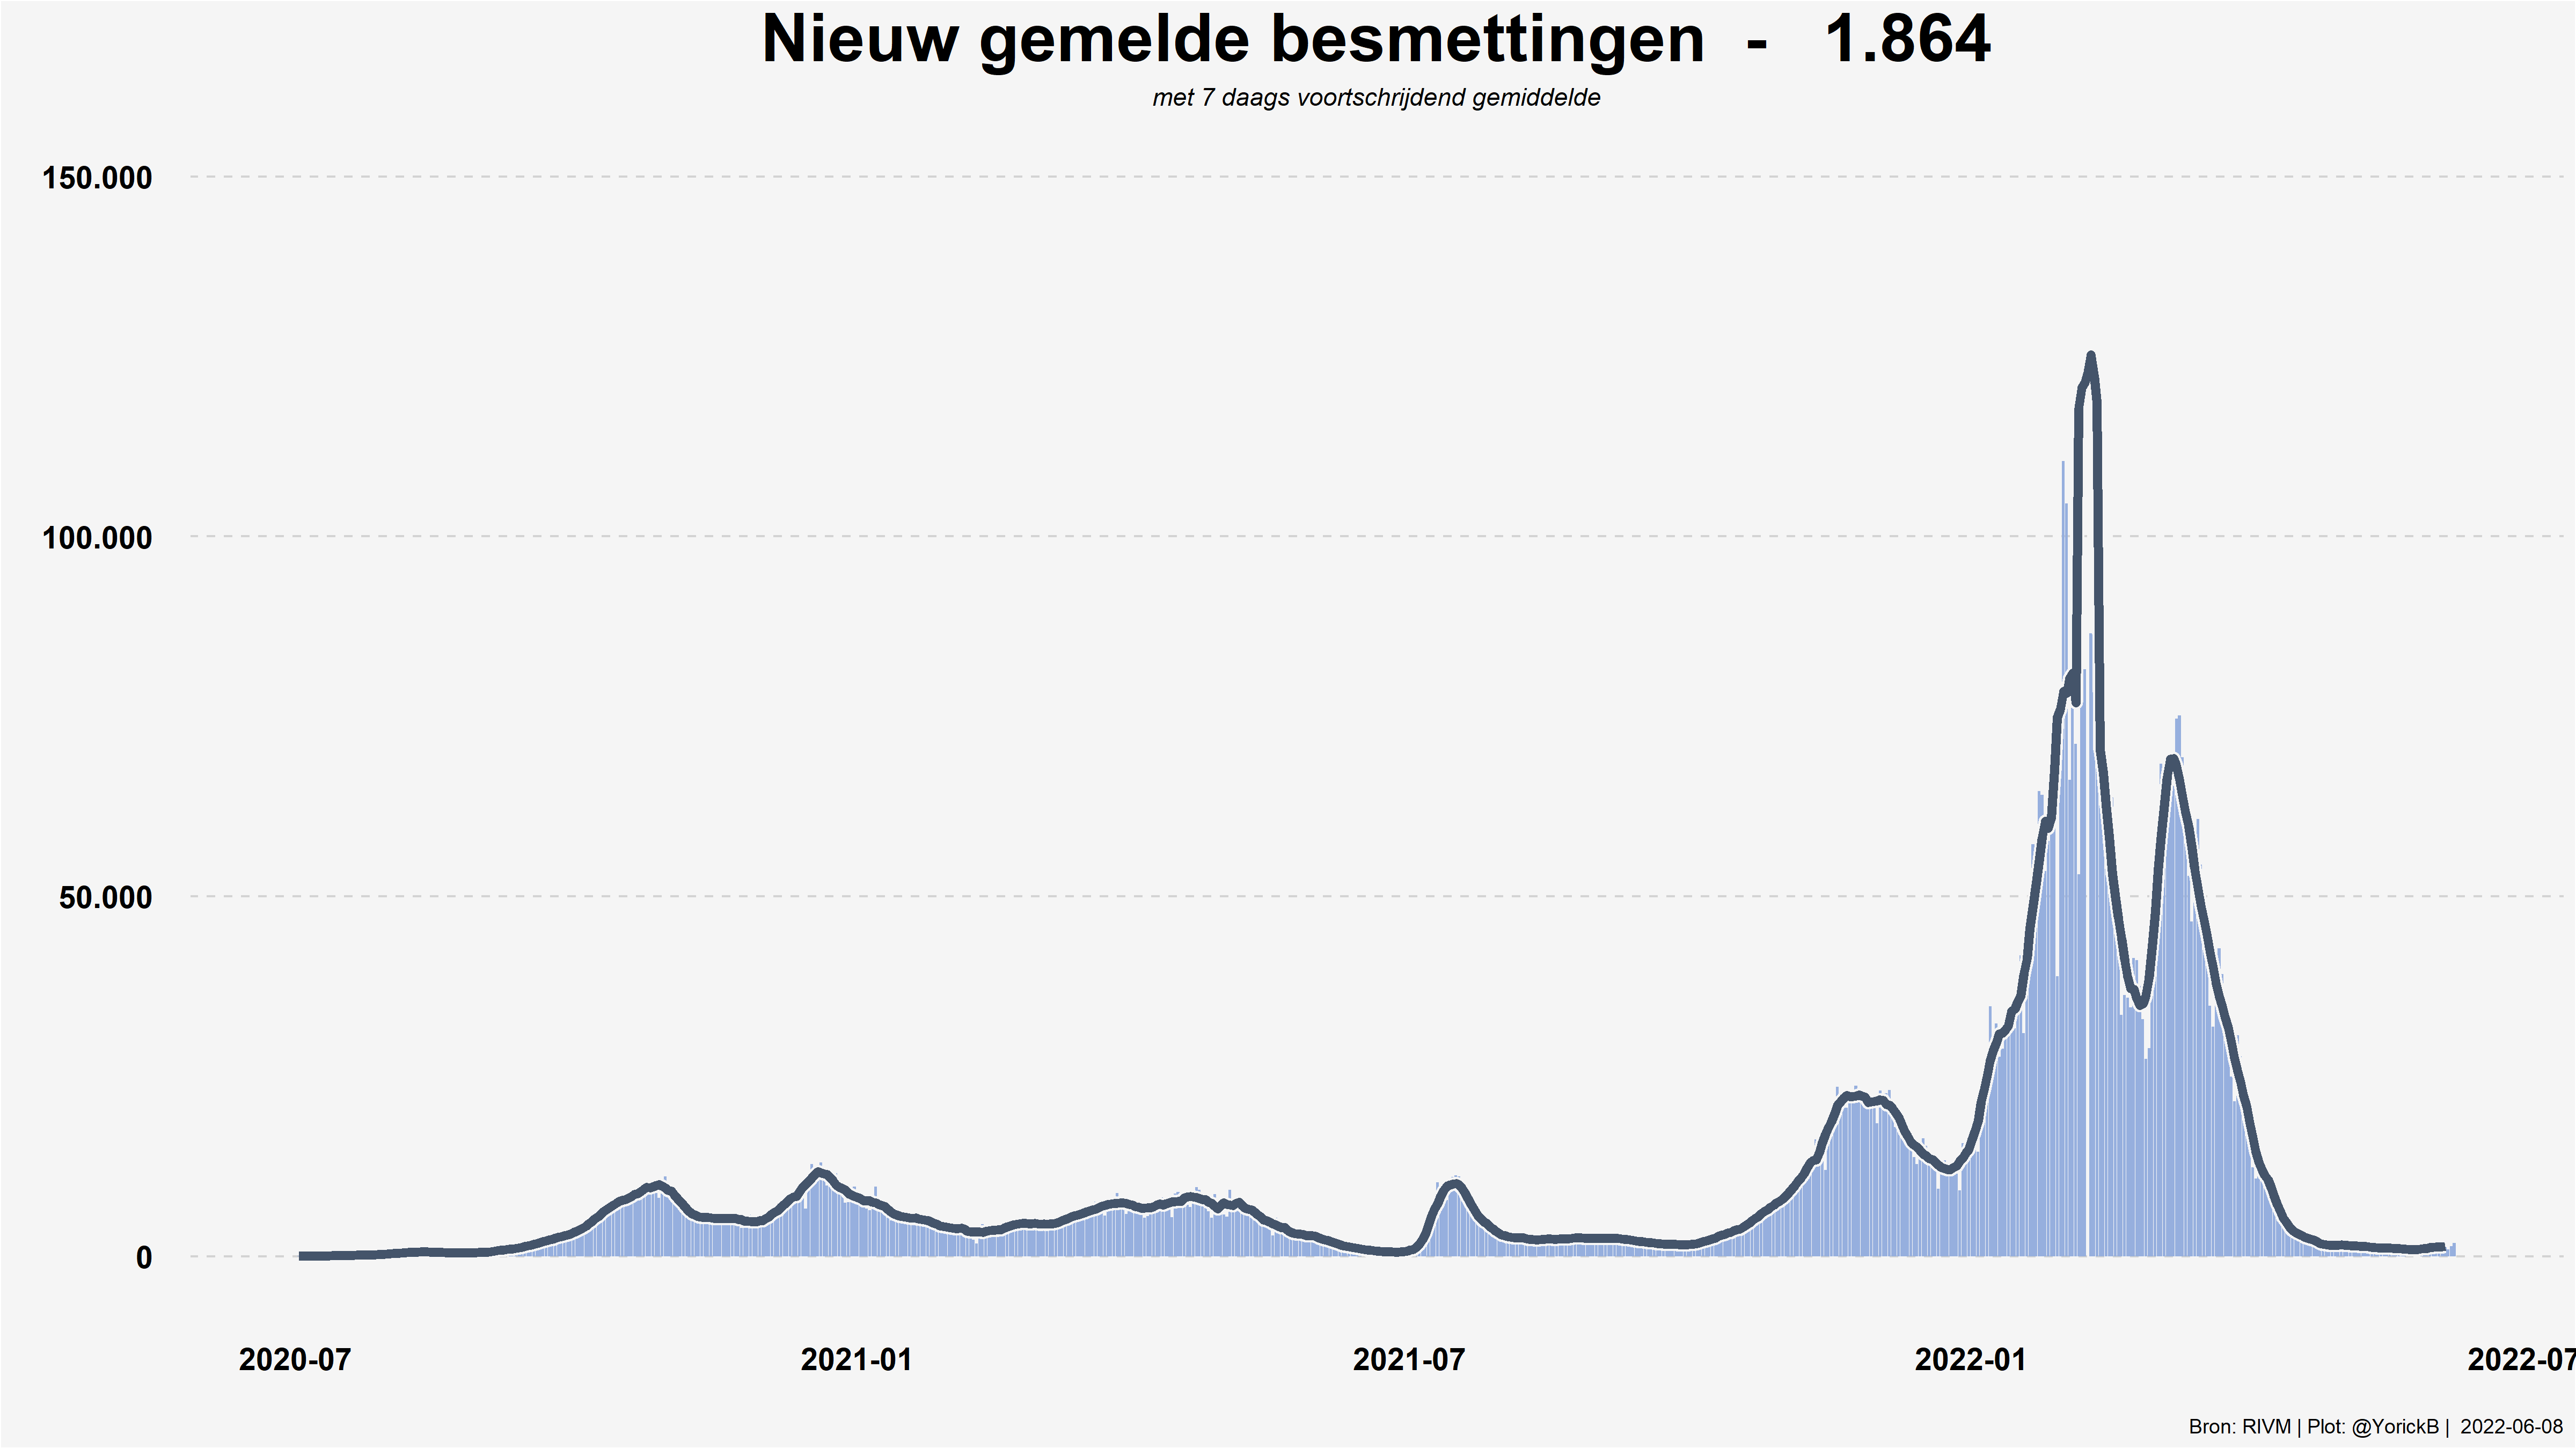 Nieuw gemelde besmettingen - 1.864
met 7 daags voortschrijdend gemiddelde
150.000
100.000
50.000
0
2020-07 2021-01 2021-07 2022-01 2022-07
Bron: RIVM | Plot: @YorickB | 2022-06-08